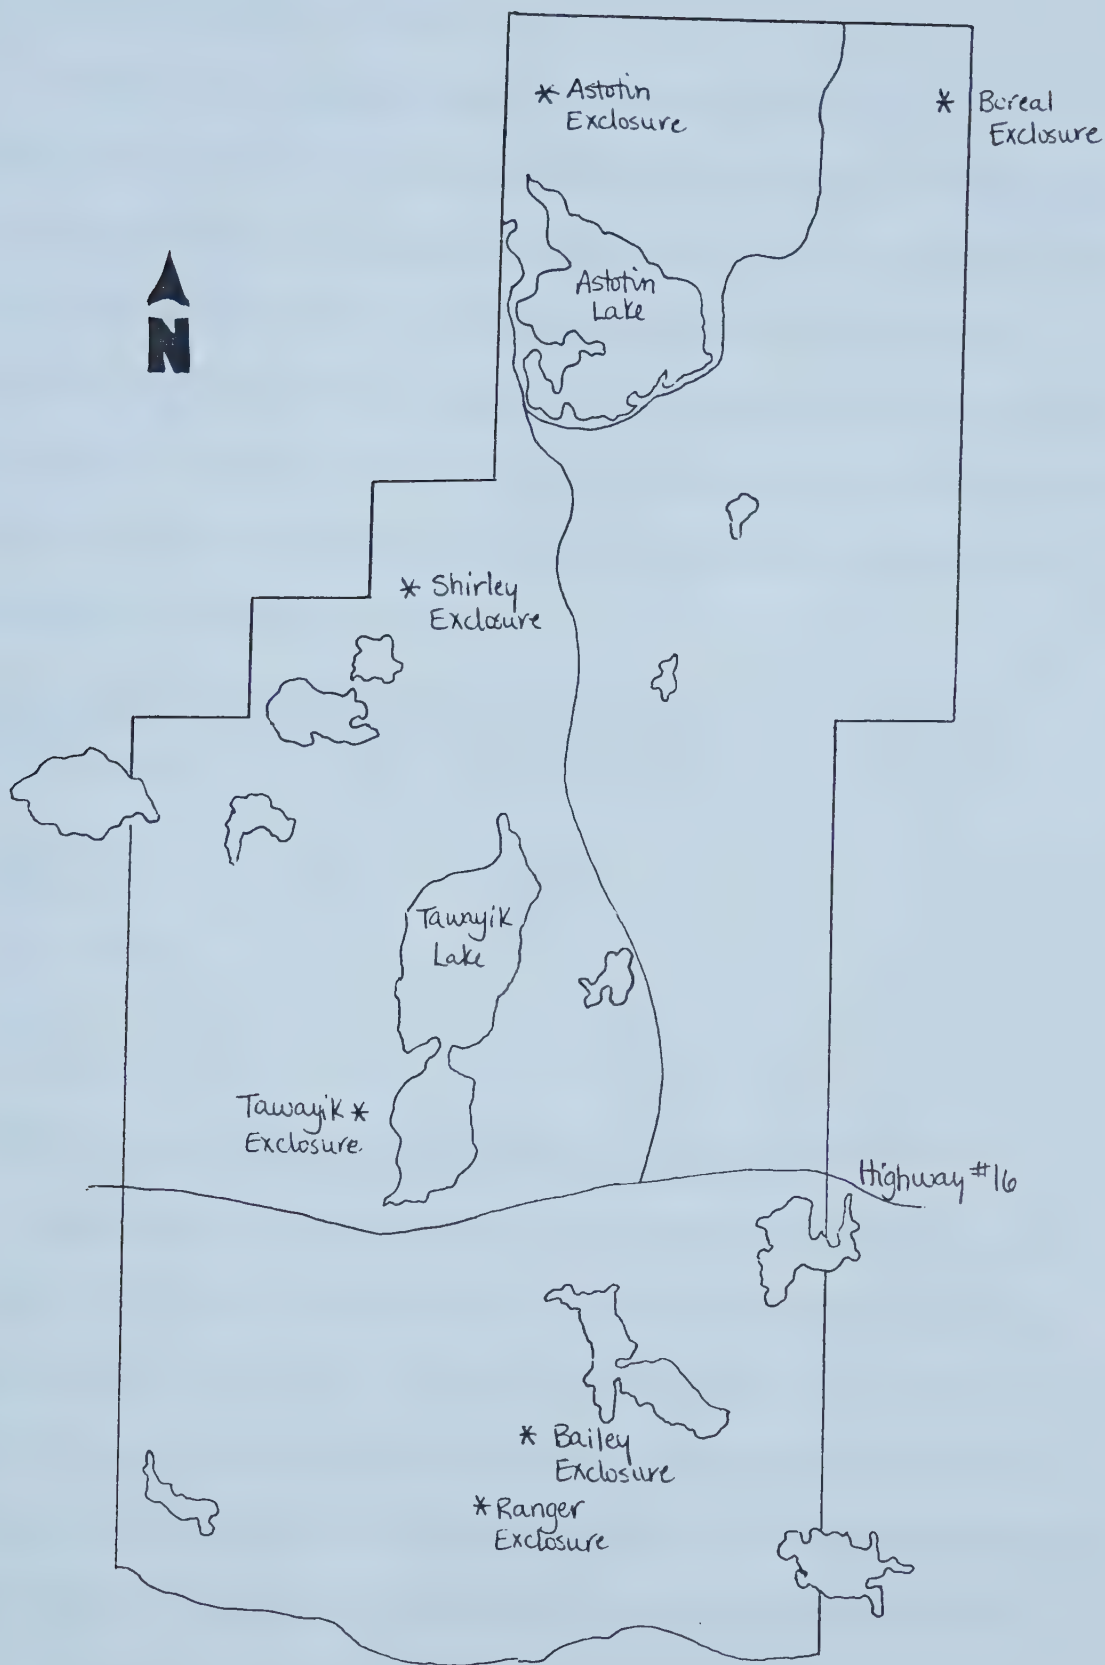 * Astotin
Exclosure
* Boreal
Exclosure
Astotin
Lake
N
* Shirley
Exclosure
Tawayik
Lake
Tawayik *
Exclosure.
Highway #16
* Bailey
Exclosure
* Ranger
Exclosure